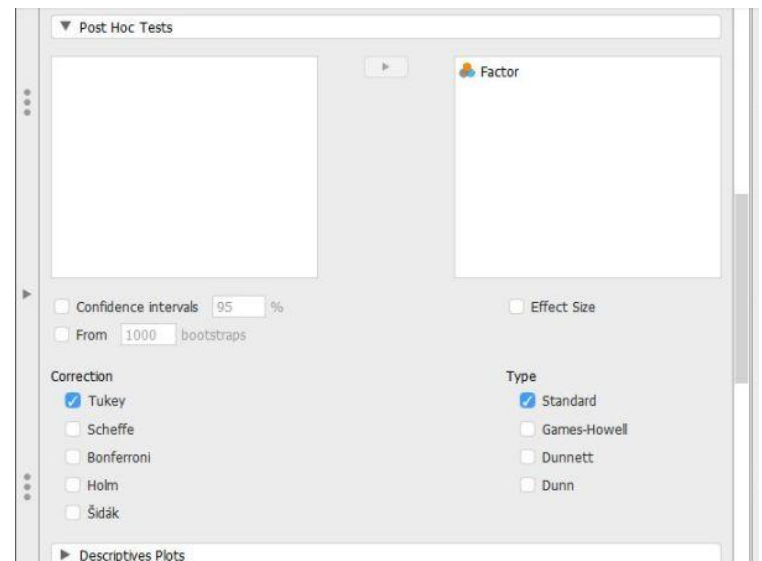 Post Hoc Tests
Factor
Confidence intervals 95 %
Effect Size
From 1000 bootstraps
Correction
Type
Tukey
Standard
Scheffe
Games-Howell
Bonferroni
Dunnett
Holm
Dunn
Šidák
Descriptives Plots